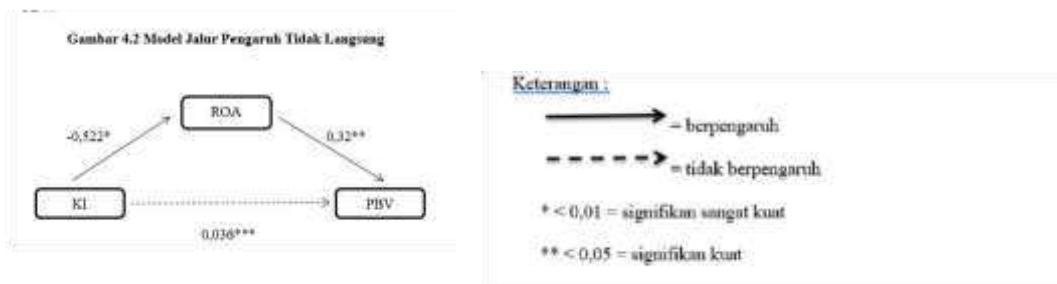 Gambar 4.2 Model Jalur Pengaruh Tidak Langsung
ROA
-0,522*
0,32**
KI
PBV
0,036***
Keterangan :
= berpengaruh
= tidak berpengaruh
* < 0,01 = signifikan sangat kuat
** < 0,05 = signifikan kuat